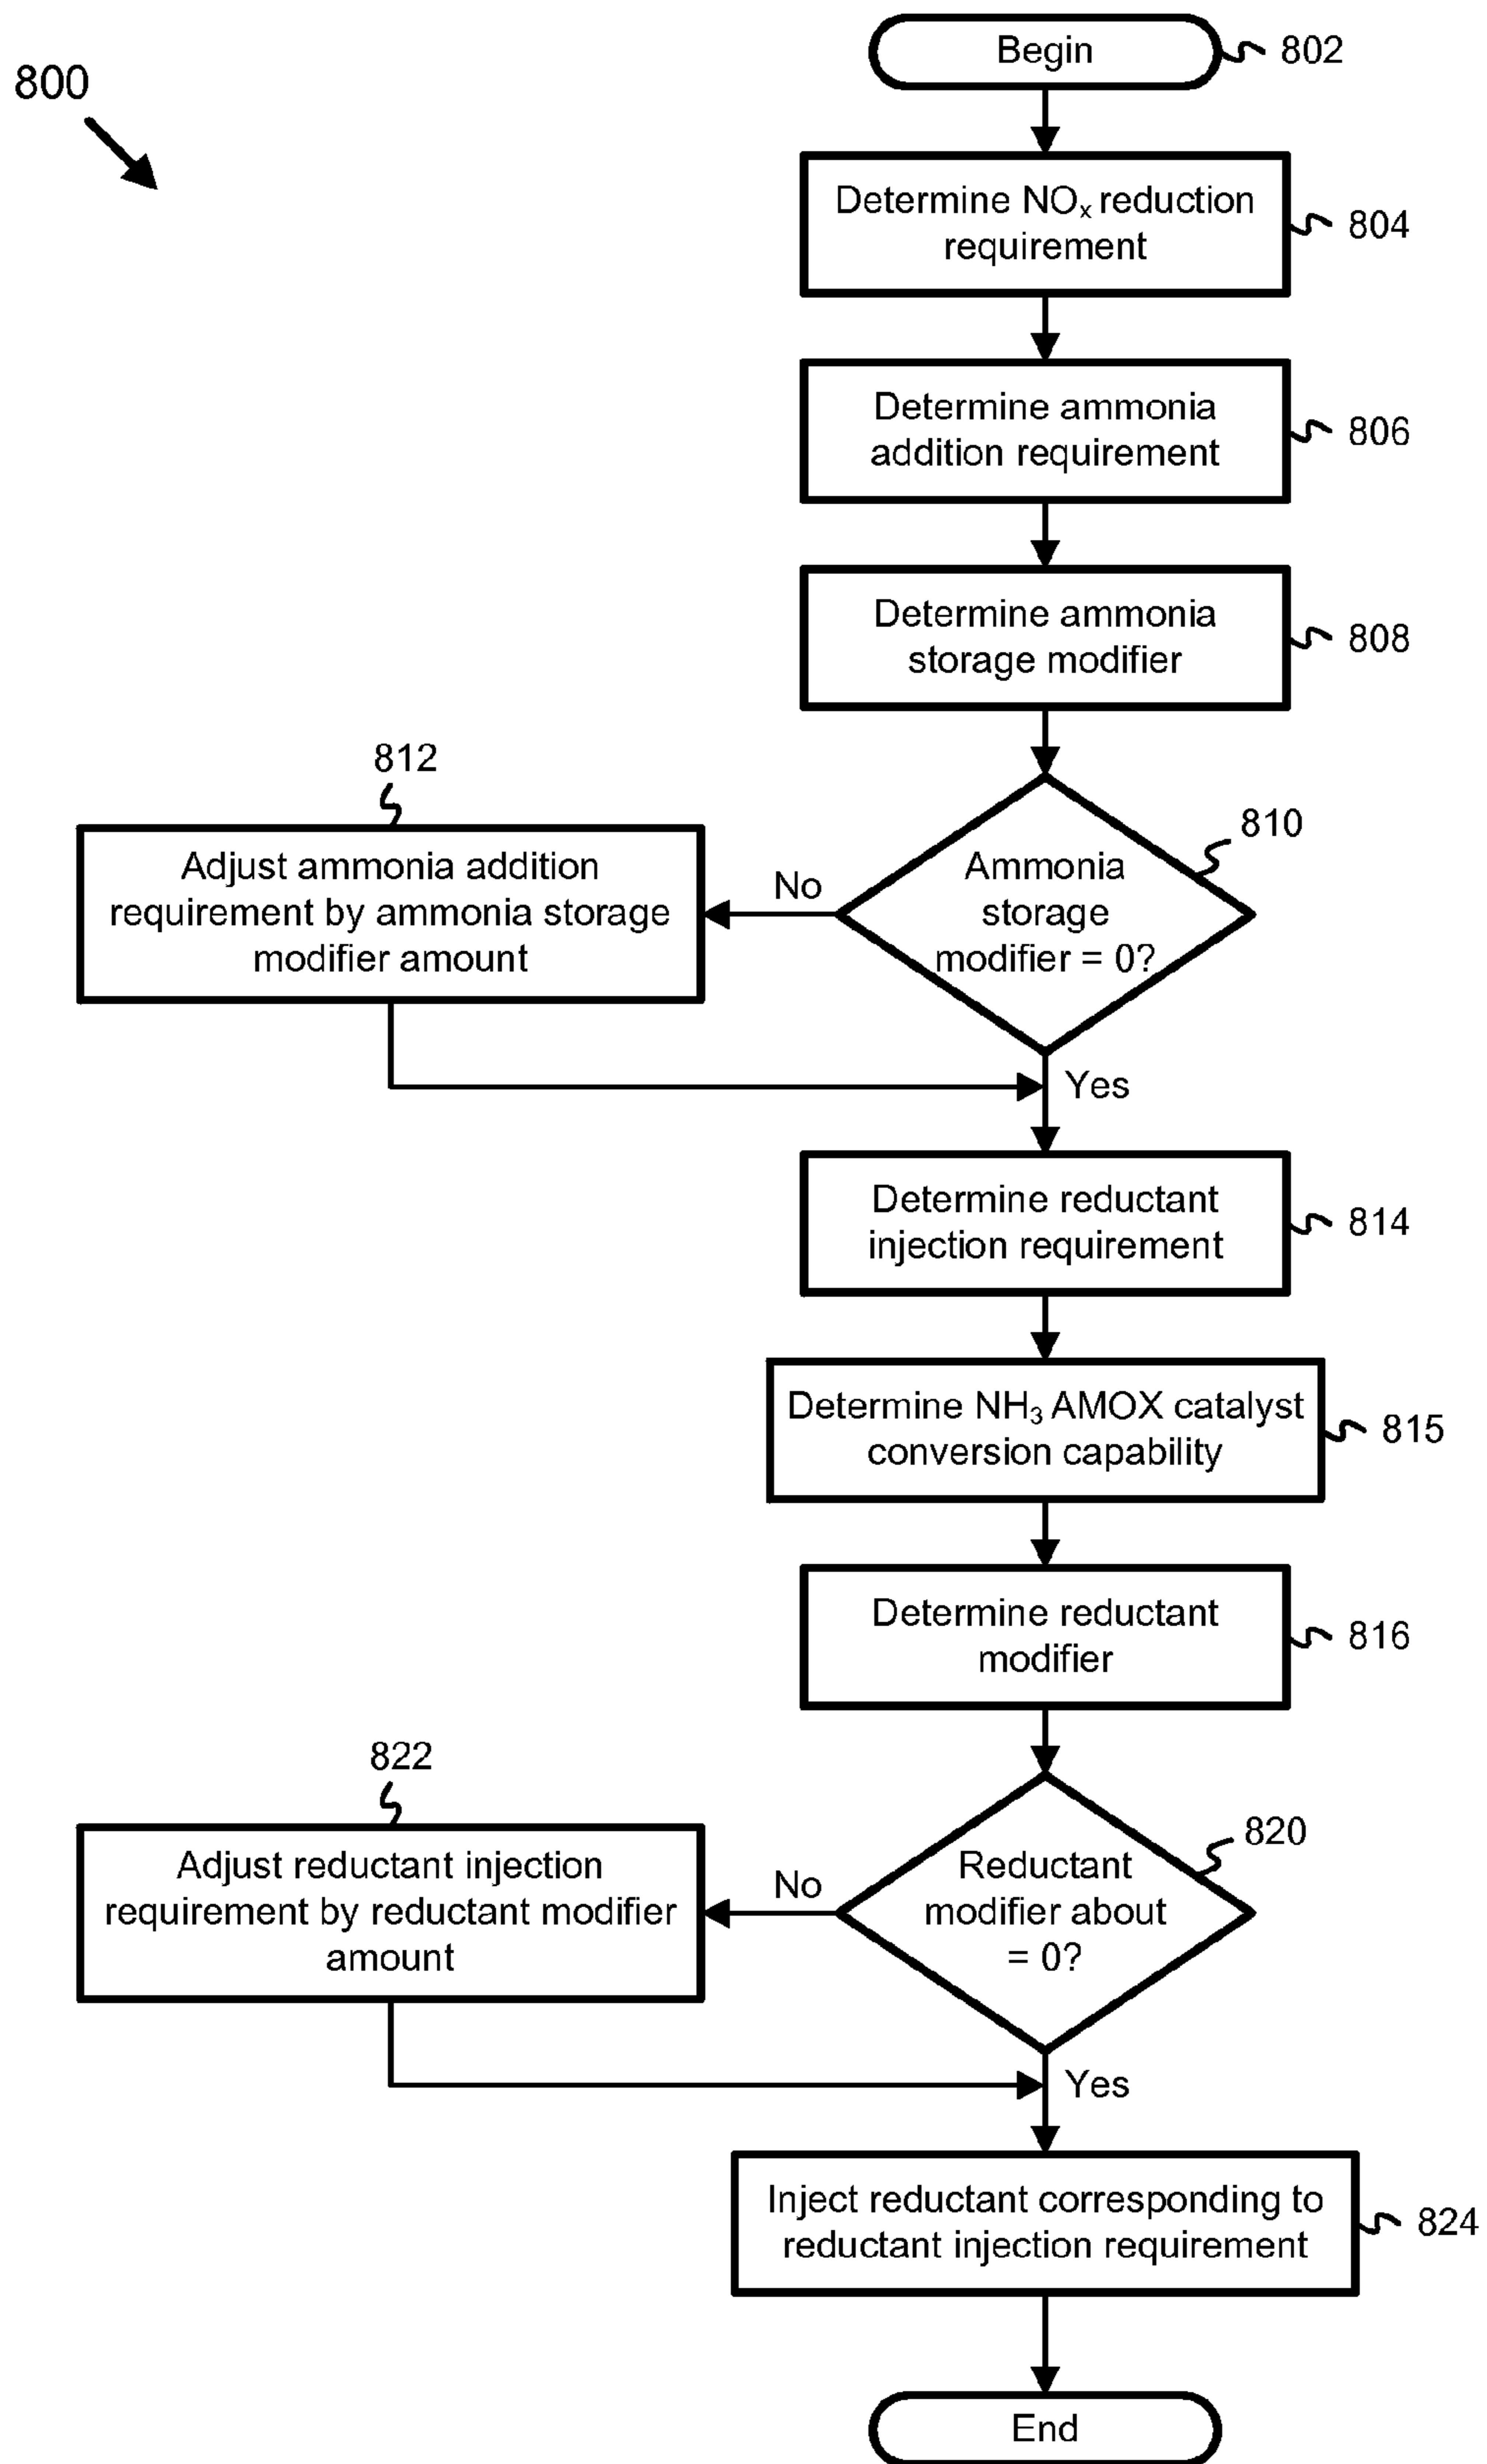 800
Begin
802
Determine NOx reduction
requirement
804
Determine ammonia
addition requirement
806
Determine ammonia
storage modifier
808
812
Adjust ammonia addition
requirement by ammonia storage
modifier amount
No
810
Ammonia
storage
modifier = 0?
Yes
Determine reductant
injection requirement
814
Determine NH3 AMOX catalyst
conversion capability
815
Determine reductant
modifier
816
822
Adjust reductant injection
requirement by reductant modifier
amount
No
820
Reductant
modifier about
= 0?
Yes
Inject reductant corresponding to
reductant injection requirement
824
End